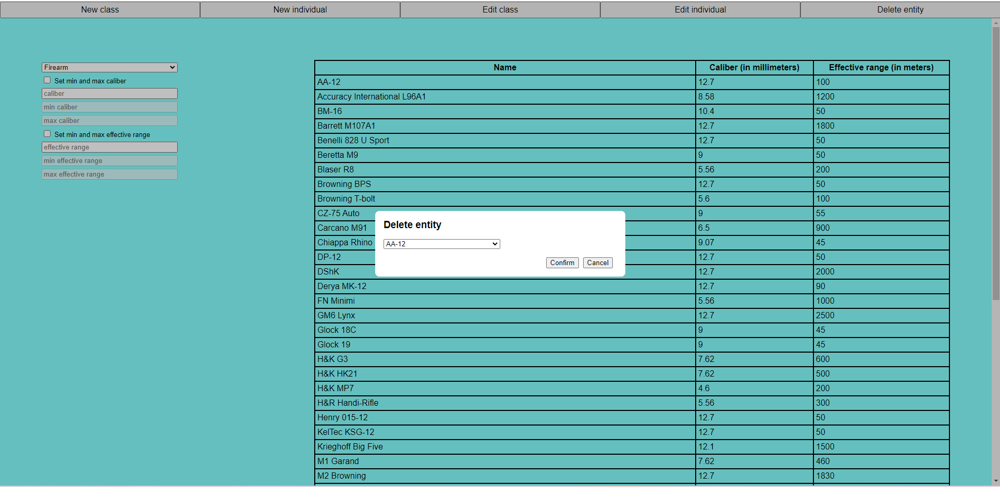 New class New individual Edit class Edit individual Delete entity
Firearm
Set min and max caliber
caliber
min caliber
max caliber
Set min and max effective range
effective range
min effective range
max effective range
Name Caliber (in millimeters) Effective range (in meters)
AA-12 12.7 100
Accuracy International L96A1 8.58 1200
BM-16 10.4 50
Barrett M107A1 12.7 1800
Benelli 828 U Sport 12.7 50
Beretta M9 9 50
Blaser R8 5.56 200
Browning BPS 12.7 50
Browning T-bolt 5.6 100
CZ-75 Auto 9 55
Carcano M91 6.5 900
Chiappa Rhino 9.07 45
DP-12 12.7 50
DShK 12.7 2000
Derya MK-12 12.7 90
FN Minimi 5.56 1000
GM6 Lynx 12.7 2500
Glock 18C 9 45
Glock 19 9 45
H&K G3 7.62 600
H&K HK21 7.62 500
H&K MP7 4.6 200
H&R Handi-Rifle 5.56 300
Henry 015-12 12.7 50
KelTec KSG-12 12.7 50
Krieghoff Big Five 12.1 1500
M1 Garand 7.62 460
M2 Browning 12.7 1830
Delete entity
AA-12
Confirm Cancel